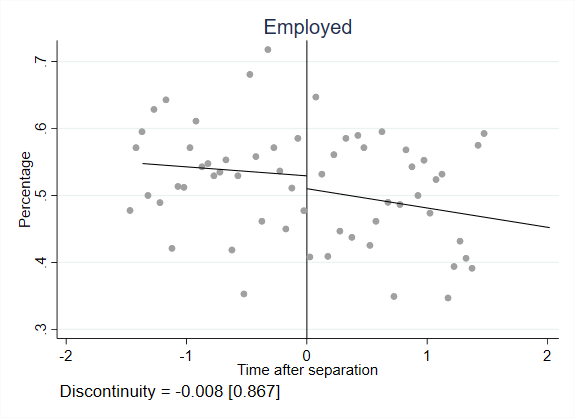 Employed
Percentage
.7
.6
.5
.4
.3
-2 -1 0 1 2
Time after separation
Discontinuity = -0.008 [0.867]